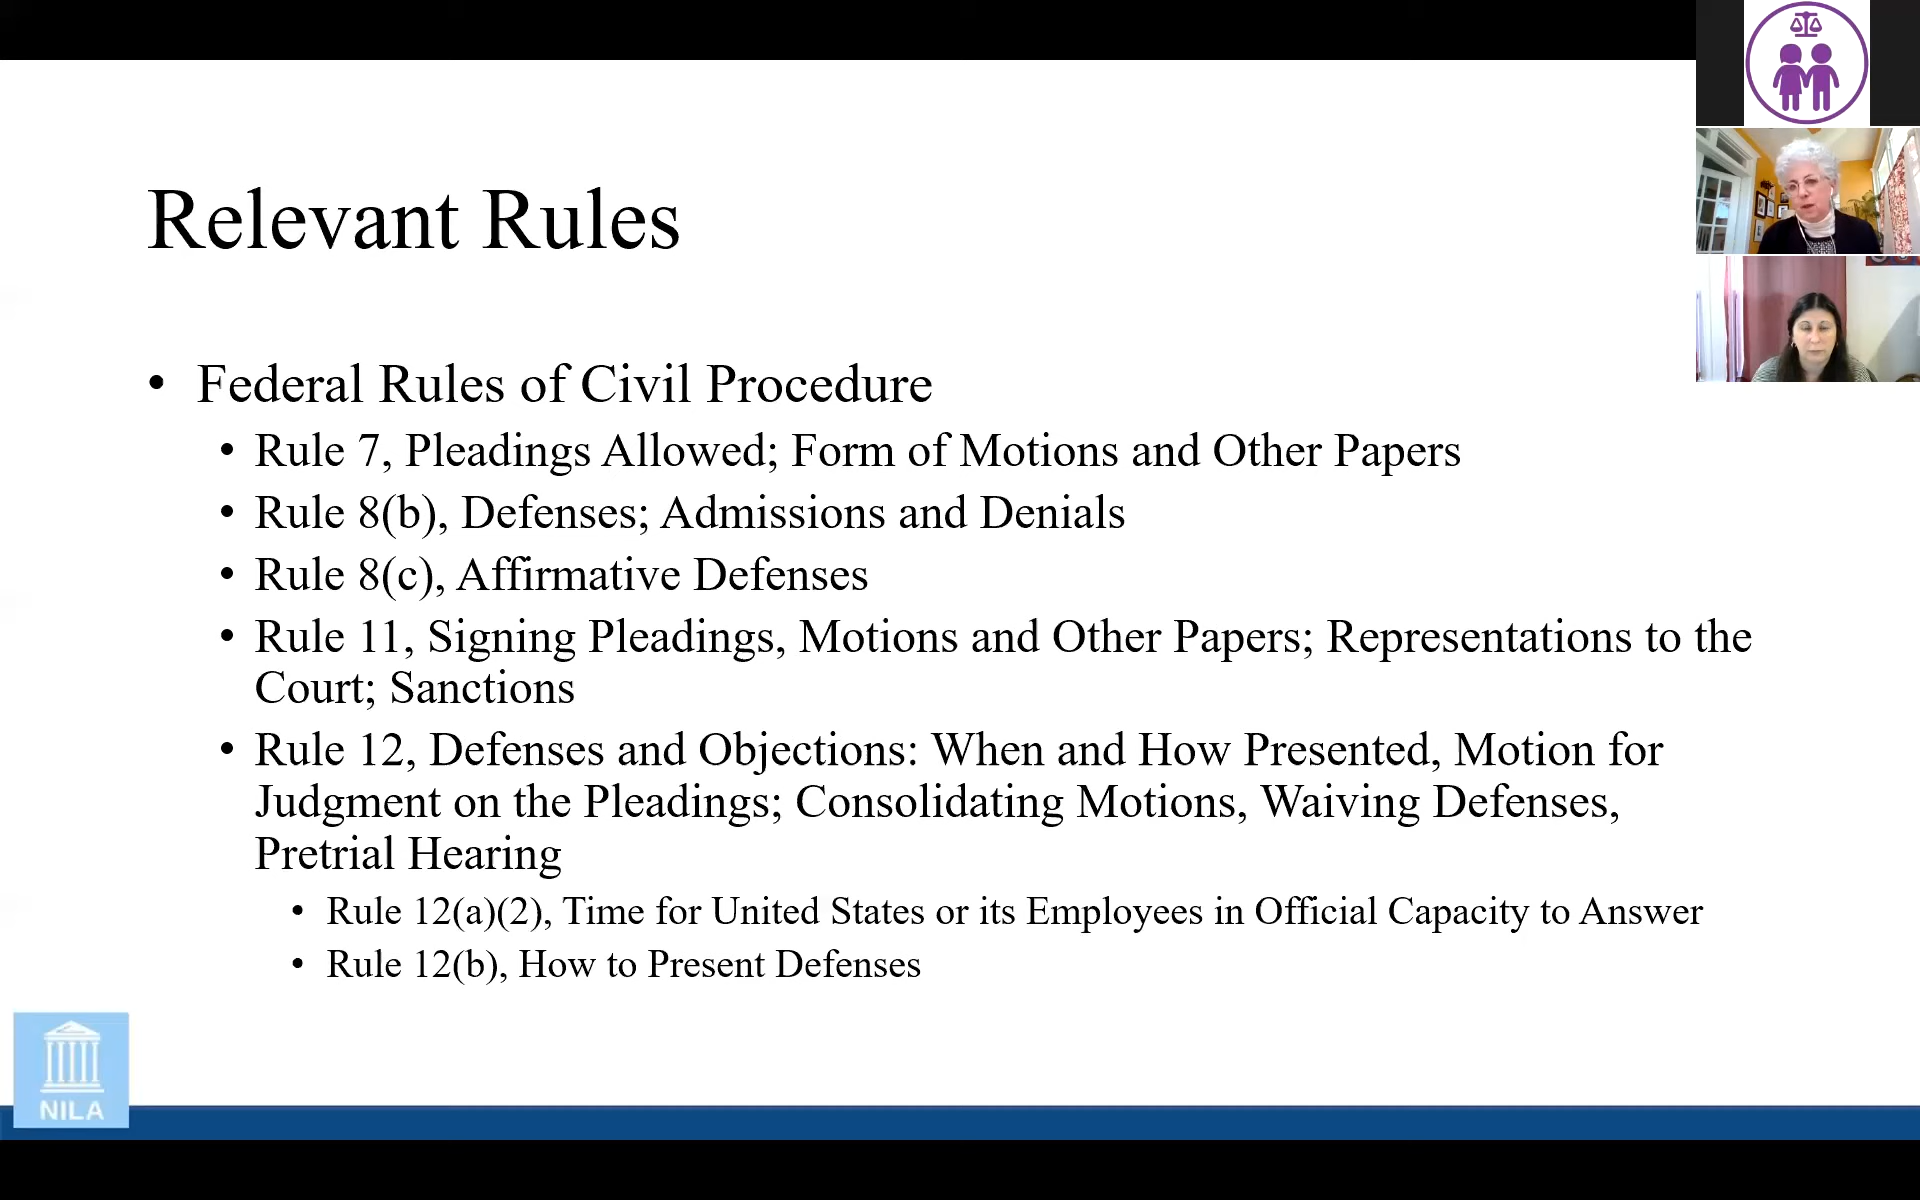 Relevant Rules
• Federal Rules of Civil Procedure
• Rule 7, Pleadings Allowed; Form of Motions and Other Papers
• Rule 8(b), Defenses; Admissions and Denials
• Rule 8(c), Affirmative Defenses
• Rule 11, Signing Pleadings, Motions and Other Papers; Representations to the
Court; Sanctions
• Rule 12, Defenses and Objections: When and How Presented, Motion for
Judgment on the Pleadings; Consolidating Motions, Waiving Defenses,
Pretrial Hearing
• Rule 12(a)(2), Time for United States or its Employees in Official Capacity to Answer
• Rule 12(b), How to Present Defenses
NILA